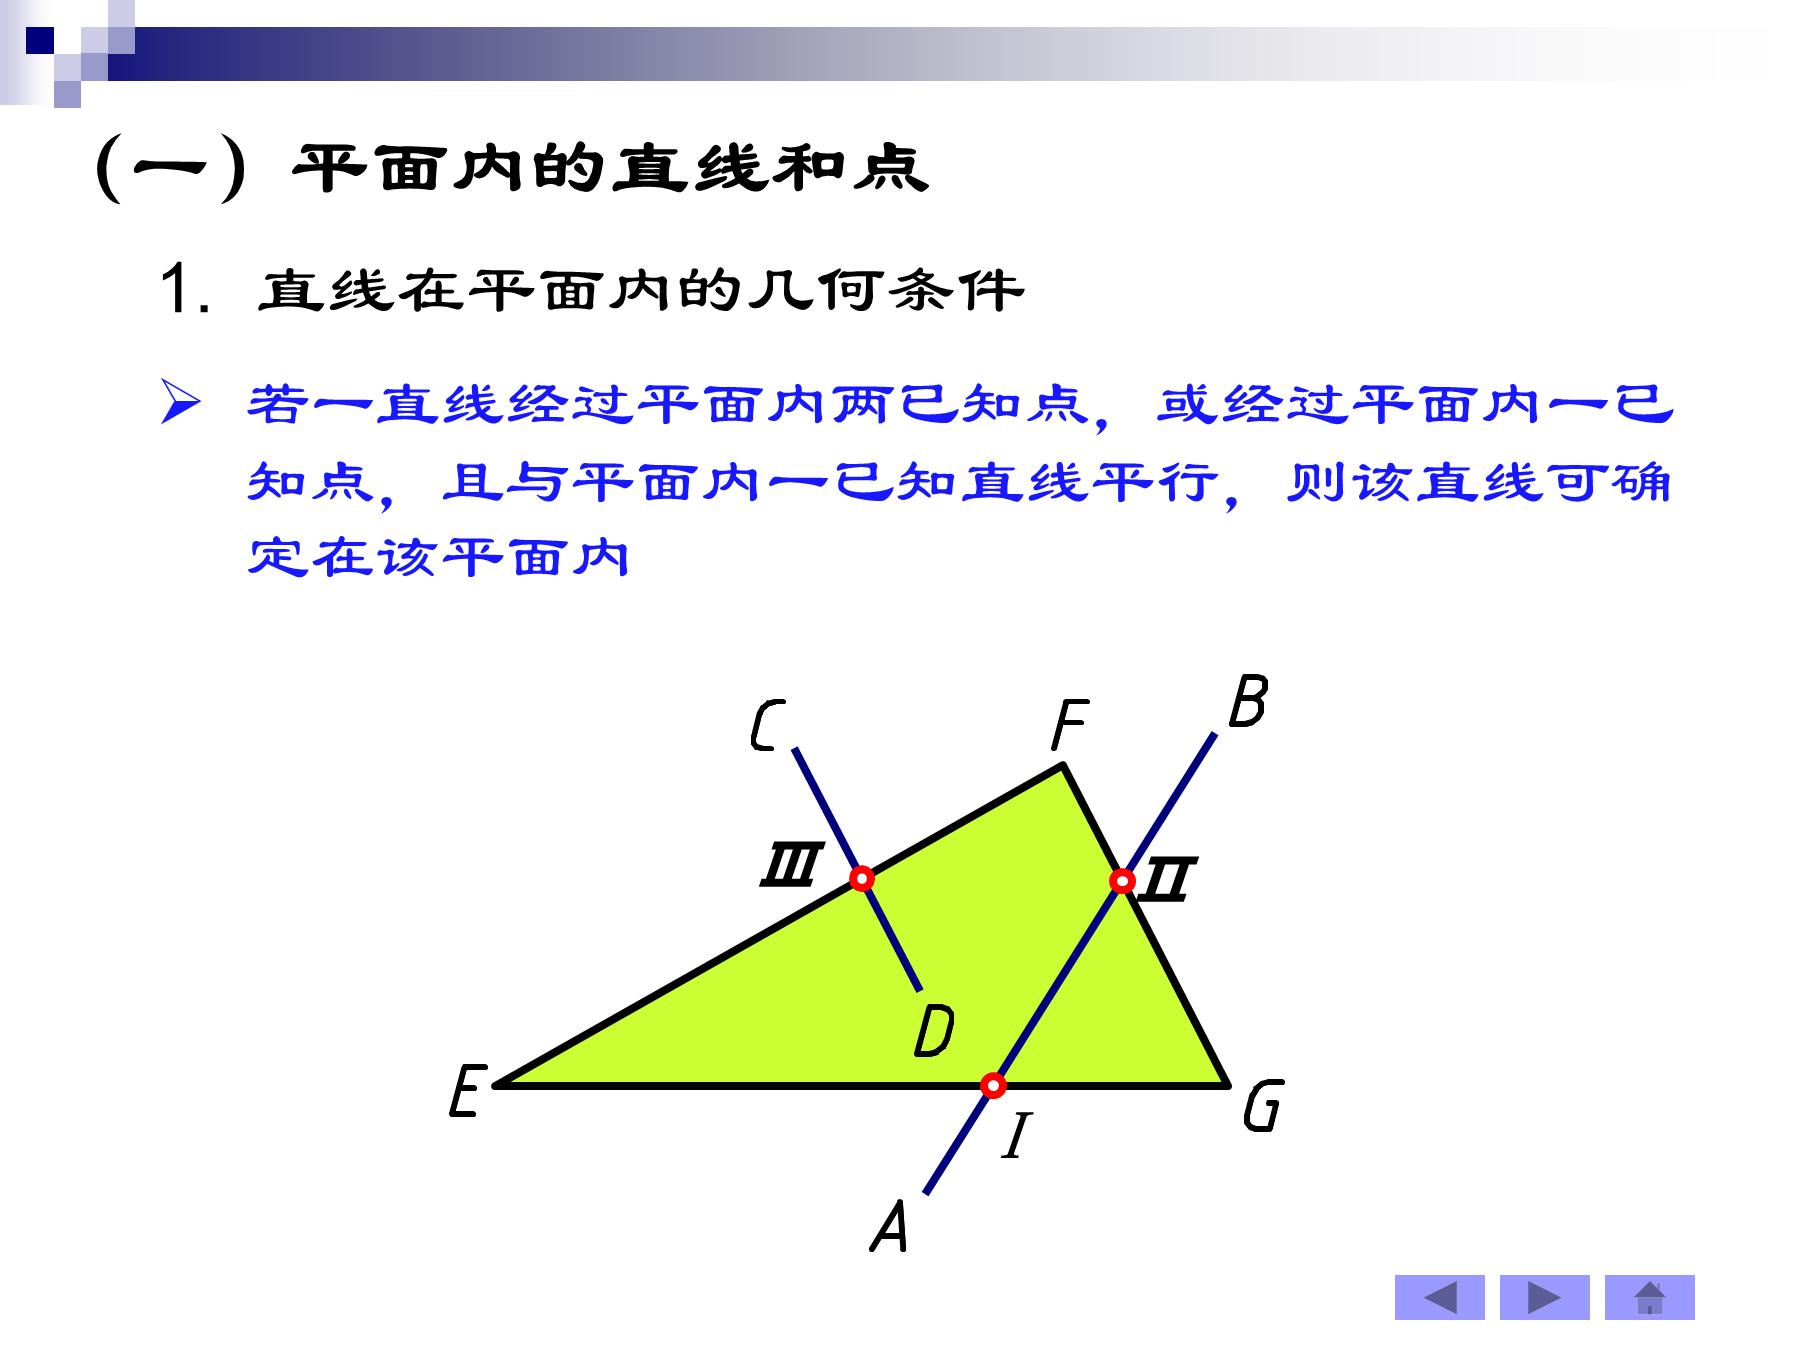 （一）平面内的直线和点
1. 直线在平面内的几何条件
若一直线经过平面内两已知点，或经过平面内一已
知点，且与平面内一已知直线平行，则该直线可确
定在该平面内
B
C
F
III
II
D
E
G
I
A